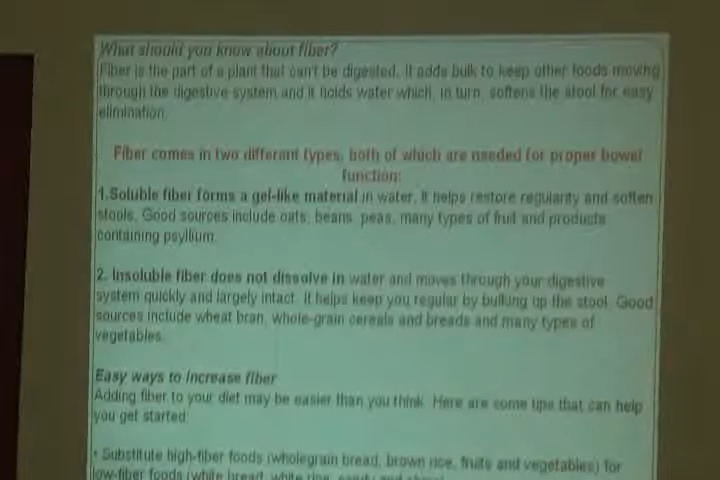 What should you know about fiber?
Fiber is the part of a plant that can't be digested. It adds bulk to keep other foods moving
through the digestive system and it holds water which, in turn, softens the stool for easy
elimination.
Fiber comes in two different types, both of which are needed for proper bowel
function:
1.Soluble fiber forms a gel-like material in water. It helps restore regularity and soften
stools. Good sources include oats, beans, peas, many types of fruit and products
containing psyllium.
2. Insoluble fiber does not dissolve in water and moves through your digestive
system quickly and largely intact. It helps keep you regular by bulking up the stool. Good
sources include wheat bran, whole-grain cereals and breads and many types of
vegetables.
Easy ways to increase fiber
Adding fiber to your diet may be easier than you think. Here are some tips that can help
you get started:
• Substitute high-fiber foods (wholegrain bread, brown rice, fruits and vegetables) for
low-fiber foods (white bread, white rice, candy and